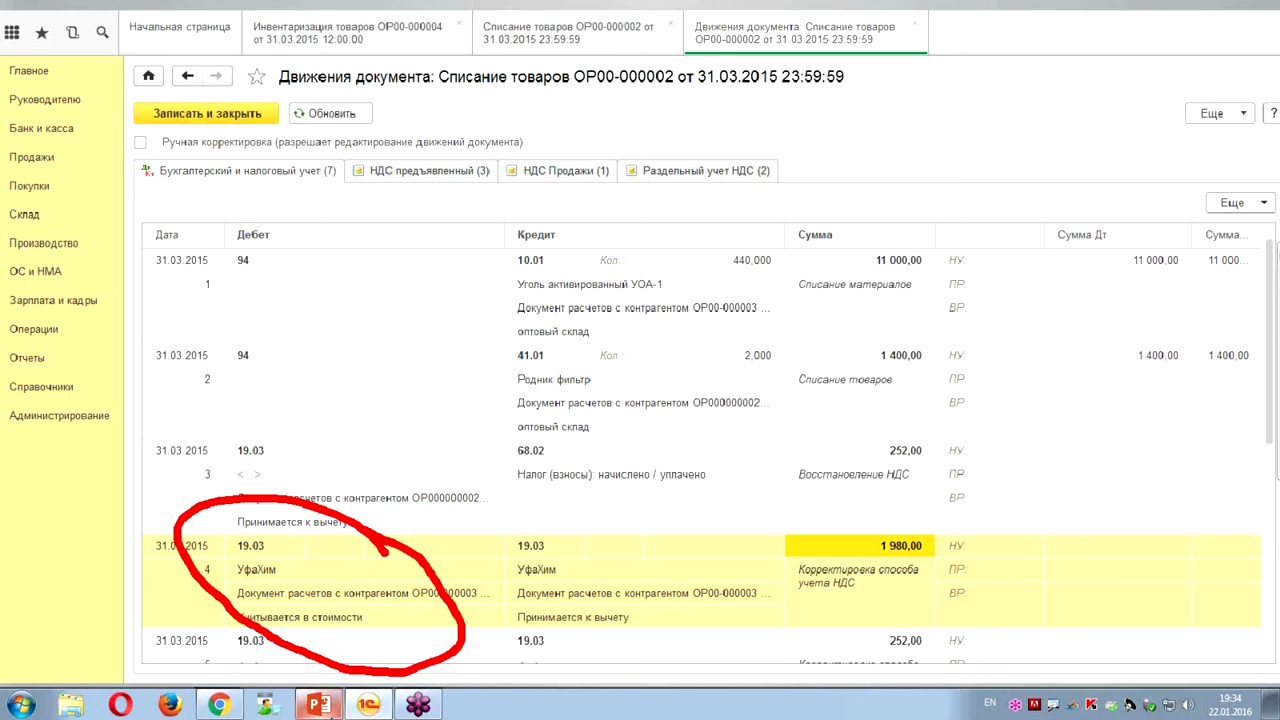 Начальная страница
Инвентаризация товаров ОР00-000004
от 31.03.2015 12:00:00
Списание товаров ОР00-000002 от
31.03.2015 23:59:59
Движения документа: Списание товаров
ОР00-000002 от 31.03.2015 23:59:59
Движения документа: Списание товаров ОР00-000002 от 31.03.2015 23:59:59
Главное
Руководителю
Банк и касса
Продажи
Покупки
Склад
Производство
ОС и НМА
Зарплата и кадры
Операции
Отчеты
Справочники
Администрирование
Записать и закрыть
Обновить
Еще
?
Ручная корректировка (разрешает редактирование движений документа)
Дт Кт Бухгалтерский и налоговый учет (7)
НДС предъявленный (3)
НДС Продажи (1)
Раздельный учет НДС (2)
Еще
Дата Дебет Кредит Сумма Сумма Дт Сумма...
31.03.2015 94 10.01 Кол.: 440,000 11 000,00 НУ: 11 000,00 11 000...
1 Уголь активированный УОА-1 Списание материалов ПР:
Документ расчетов с контрагентом ОР00-000003 ... ВР:
оптовый склад
31.03.2015 94 41.01 Кол.: 2,000 1 400,00 НУ: 1 400,00 1 400,00
2 Родник фильтр Списание товаров ПР:
Документ расчетов с контрагентом ОР000000002... ВР:
оптовый склад
31.03.2015 19.03 68.02 252,00 НУ:
3 < > Налог (взносы): начислено / уплачено Восстановление НДС ПР:
расчетов с контрагентом ОР000000002... ВР:
Принимается к вычету
31.03.2015 19.03 19.03 1 980,00 НУ:
4 УфаХим УфаХим Корректировка способа ПР:
учета НДС
Документ расчетов с контрагентом ОР00-000003 ... Документ расчетов с контрагентом ОР00-000003 ... ВР:
Учитывается в стоимости Принимается к вычету
31.03.2015 19.03 19.03 252,00 НУ:
EN
19:34
22.01.2016